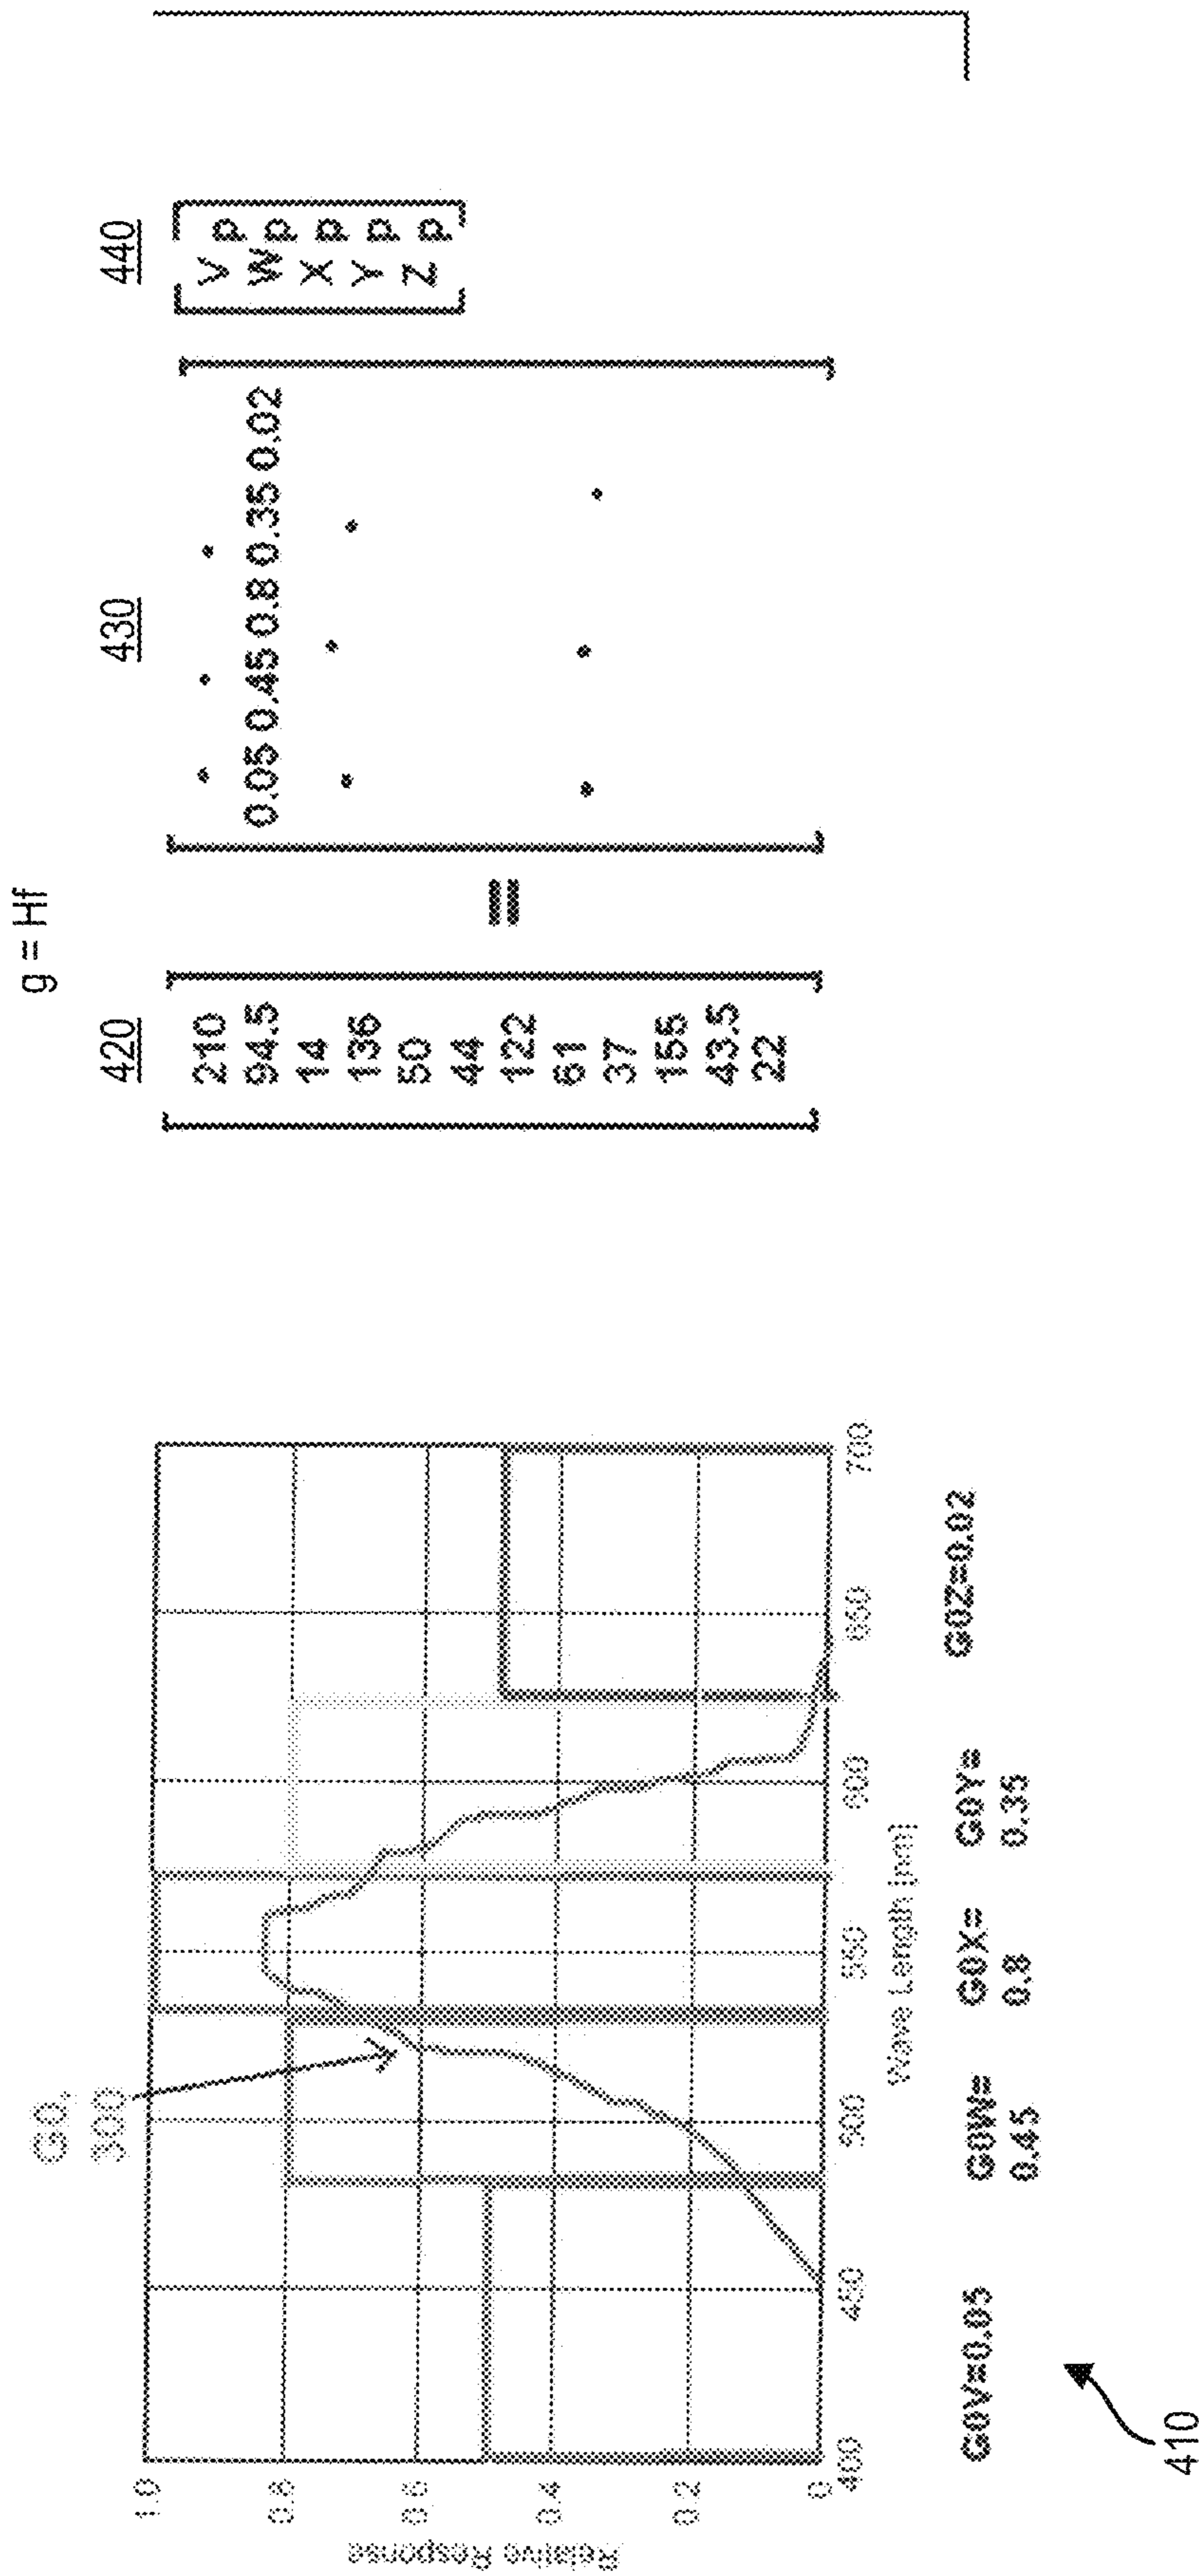 G0,
300
1.0
0.8
0.6
0.4
0.2
0
Relative Response
400 450 500 550 600 650 700
Wave Length [nm]
G0V=0.05 G0W= G0X= G0Y= G0Z=0.02
0.45 0.8 0.35
410
g = Hf
420 430 440
210
94.5
14
136
50
44
122
61
37
155
43.5
22
=
0.05 0.45 0.8 0.35 0.02
Vp
Wp
Xp
Yp
Zp